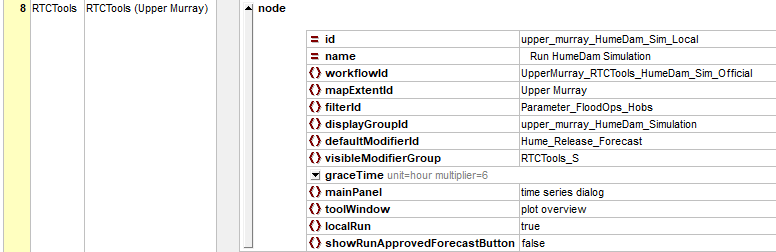 8 RTCTools RTCTools (Upper Murray) node
id upper_murray_HumeDam_Sim_Local
name Run HumeDam Simulation
workflowId UpperMurray_RTCTools_HumeDam_Sim_Official
mapExtentId Upper Murray
filterId Parameter_FloodOps_Hobs
displayGroupId upper_murray_HumeDam_Simulation
defaultModifierId Hume_Release_Forecast
visibleModifierGroup RTCTools_S
graceTime unit=hour multiplier=6
mainPanel time series dialog
toolWindow plot overview
localRun true
showRunApprovedForecastButton false